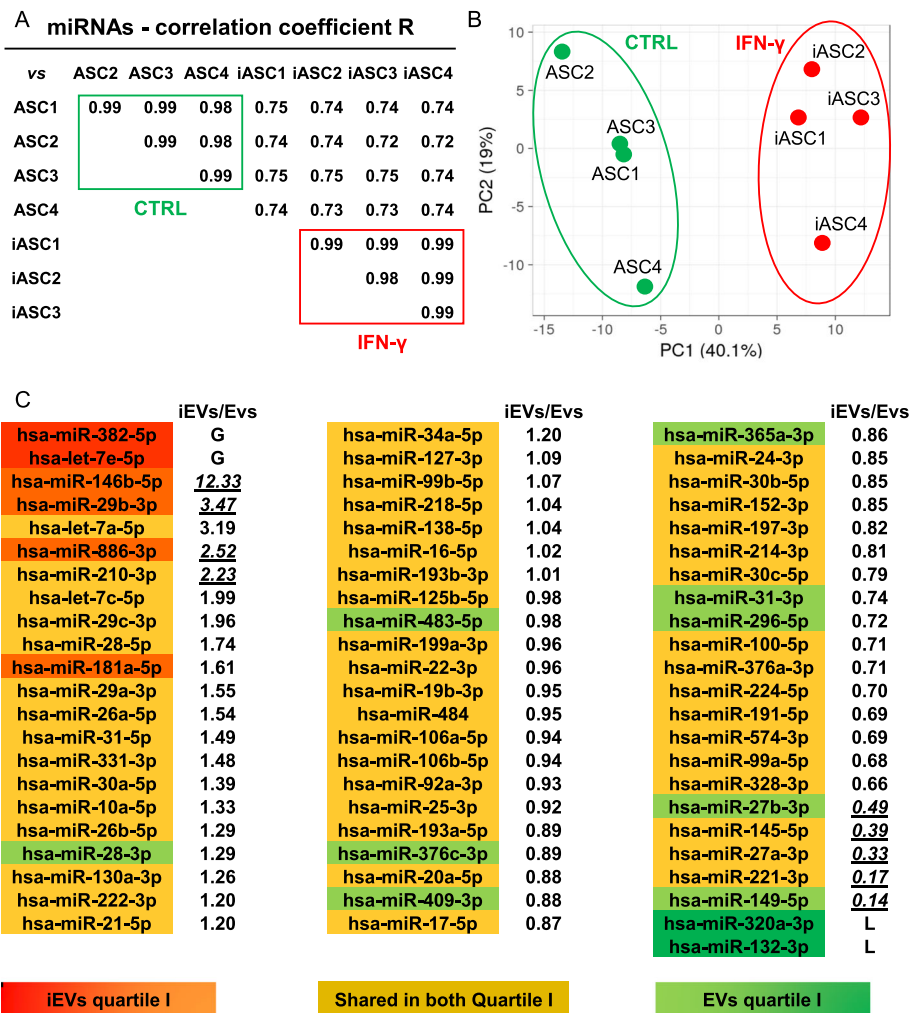 A
miRNAs - correlation coefficient R
vs ASC2 ASC3 ASC4 iASC1 iASC2 iASC3 iASC4
ASC1 0.99 0.99 0.98 0.75 0.74 0.74 0.74
ASC2 0.99 0.98 0.74 0.74 0.72 0.72
ASC3 0.99 0.75 0.75 0.75 0.74
ASC4 0.74 0.73 0.73 0.74
CTRL
iASC1 0.99 0.99 0.99
iASC2 0.98 0.99
iASC3 0.99
IFN-γ
B
CTRL
IFN-γ
ASC2
ASC3
ASC1
ASC4
iASC2
iASC3
iASC1
iASC4
PC2 (19%)
10
5
0
-5
-10
-15 -10 -5 0 5 10
PC1 (40.1%)
C
iEVs/Evs
hsa-miR-382-5p G
hsa-let-7e-5p G
hsa-miR-146b-5p 12.33
hsa-miR-29b-3p 3.47
hsa-let-7a-5p 3.19
hsa-miR-886-3p 2.52
hsa-miR-210-3p 2.23
hsa-let-7c-5p 1.99
hsa-miR-29c-3p 1.96
hsa-miR-28-5p 1.74
hsa-miR-181a-5p 1.61
hsa-miR-29a-3p 1.55
hsa-miR-26a-5p 1.54
hsa-miR-31-5p 1.49
hsa-miR-331-3p 1.48
hsa-miR-30a-5p 1.39
hsa-miR-10a-5p 1.33
hsa-miR-26b-5p 1.29
hsa-miR-28-3p 1.29
hsa-miR-130a-3p 1.26
hsa-miR-222-3p 1.20
hsa-miR-21-5p 1.20
iEVs/Evs
hsa-miR-34a-5p 1.20
hsa-miR-127-3p 1.09
hsa-miR-99b-5p 1.07
hsa-miR-218-5p 1.04
hsa-miR-138-5p 1.04
hsa-miR-16-5p 1.02
hsa-miR-193b-3p 1.01
hsa-miR-125b-5p 0.98
hsa-miR-483-5p 0.98
hsa-miR-199a-3p 0.96
hsa-miR-22-3p 0.96
hsa-miR-19b-3p 0.95
hsa-miR-484 0.95
hsa-miR-106a-5p 0.94
hsa-miR-106b-5p 0.94
hsa-miR-92a-3p 0.93
hsa-miR-25-3p 0.92
hsa-miR-193a-5p 0.89
hsa-miR-376c-3p 0.89
hsa-miR-20a-5p 0.88
hsa-miR-409-3p 0.88
hsa-miR-17-5p 0.87
iEVs/Evs
hsa-miR-365a-3p 0.86
hsa-miR-24-3p 0.85
hsa-miR-30b-5p 0.85
hsa-miR-152-3p 0.85
hsa-miR-197-3p 0.82
hsa-miR-214-3p 0.81
hsa-miR-30c-5p 0.79
hsa-miR-31-3p 0.74
hsa-miR-296-5p 0.72
hsa-miR-100-5p 0.71
hsa-miR-376a-3p 0.71
hsa-miR-224-5p 0.70
hsa-miR-191-5p 0.69
hsa-miR-574-3p 0.69
hsa-miR-99a-5p 0.68
hsa-miR-328-3p 0.66
hsa-miR-27b-3p 0.49
hsa-miR-145-5p 0.39
hsa-miR-27a-3p 0.33
hsa-miR-221-3p 0.17
hsa-miR-149-5p 0.14
hsa-miR-320a-3p L
hsa-miR-132-3p L
iEVs quartile I
Shared in both Quartile I
EVs quartile I